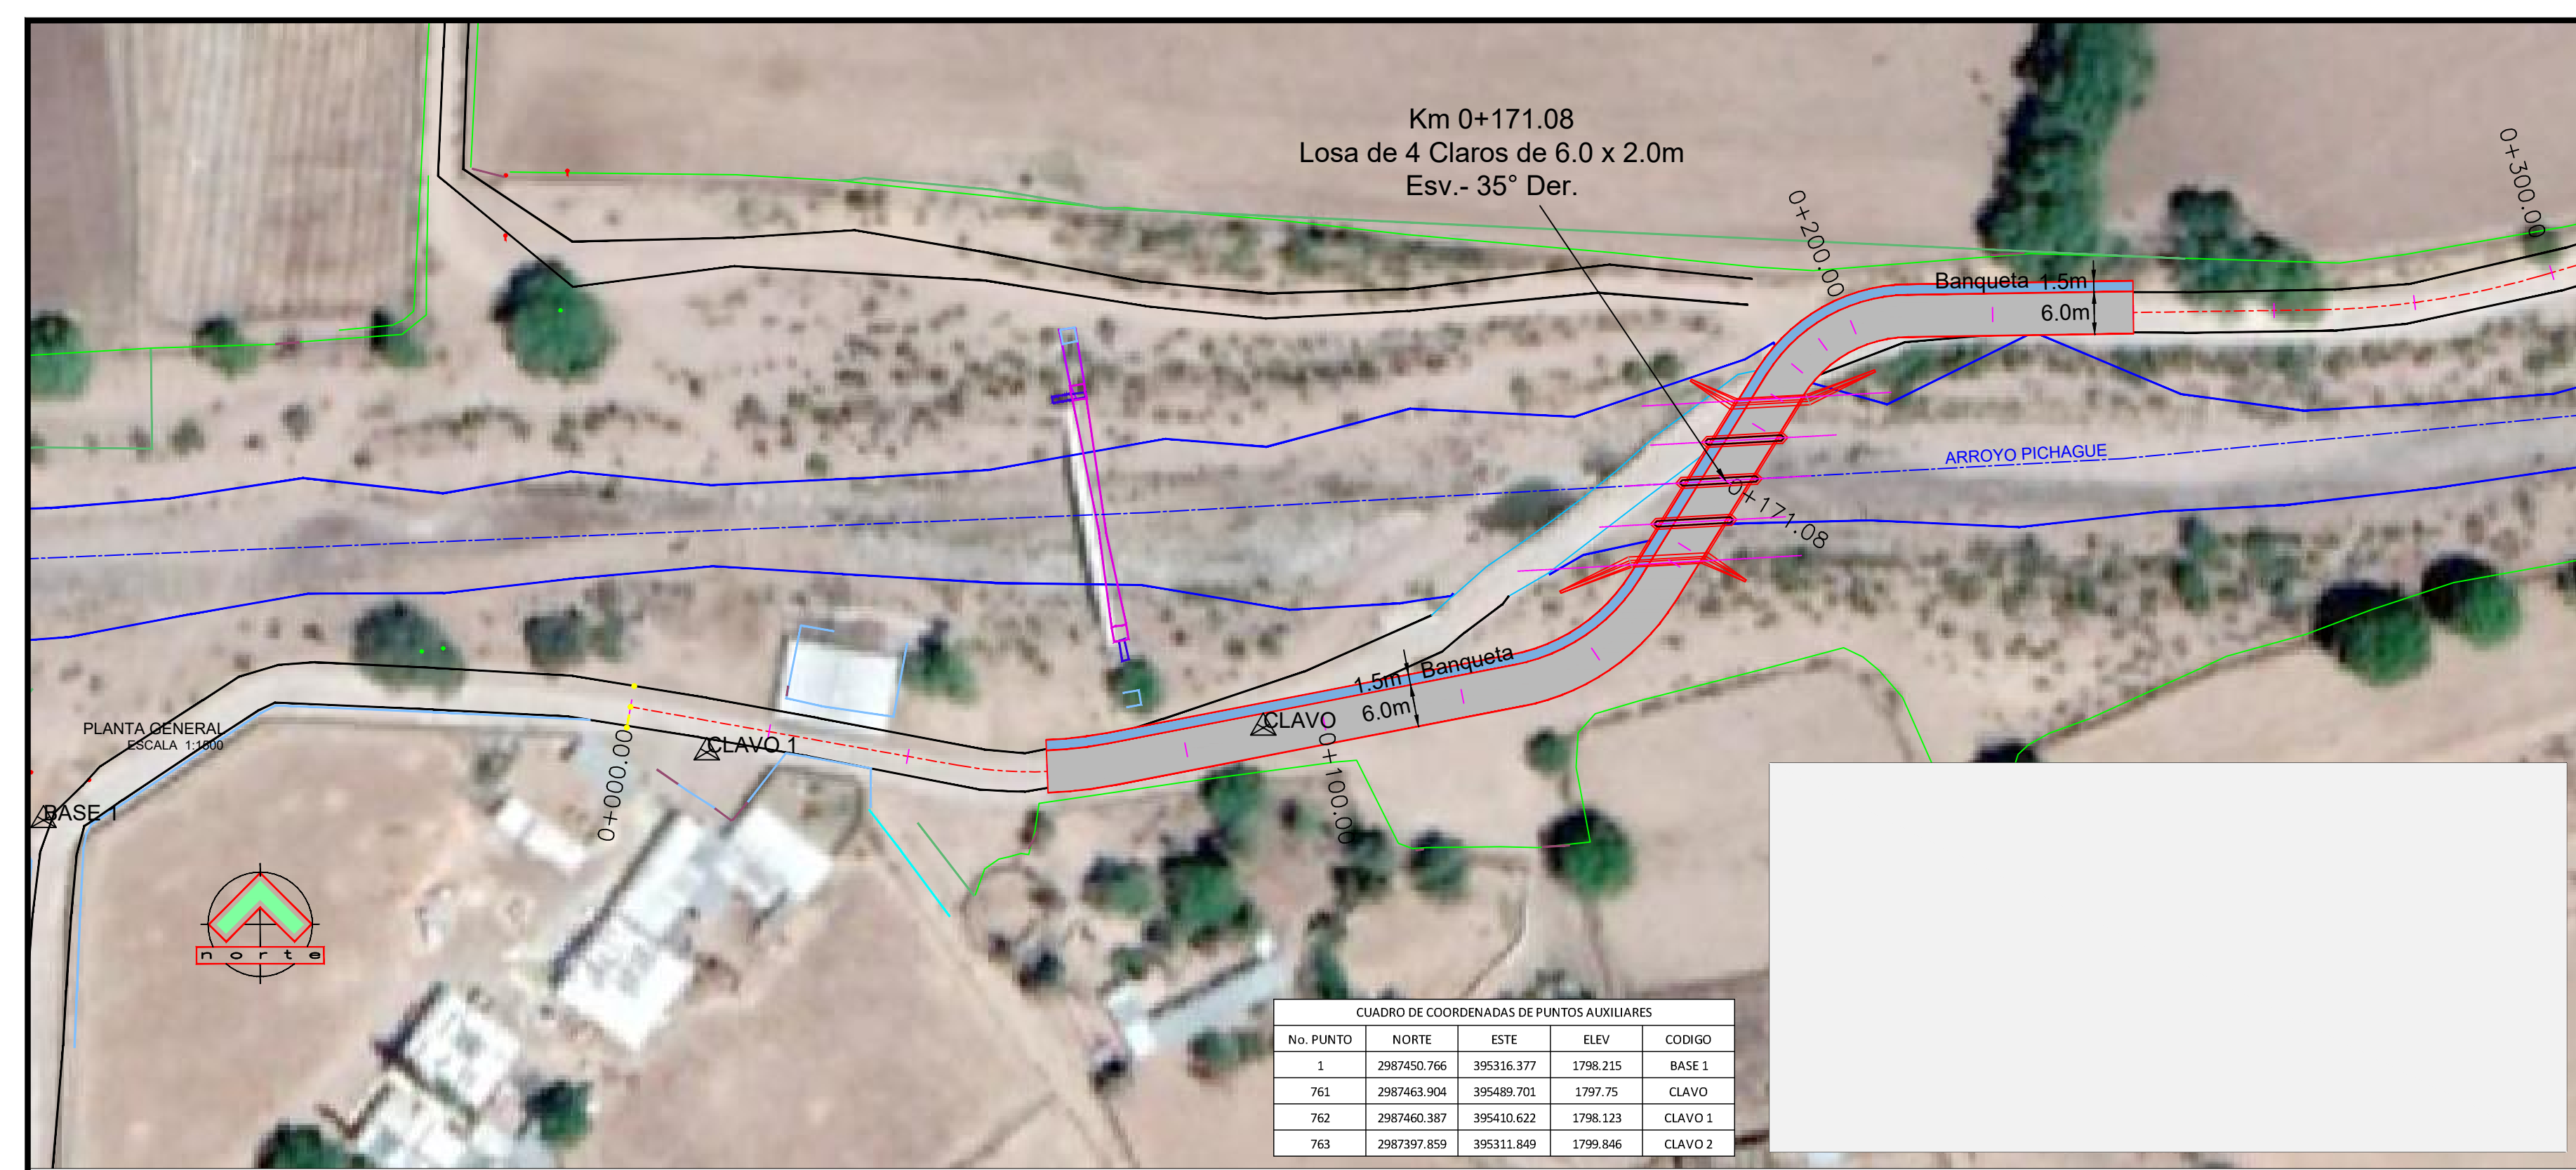 Km 0+171.08
Losa de 4 Claros de 6.0 x 2.0m
Esv.- 35° Der.
0+300.00
0+200.00
Banqueta 1.5m
6.0m
ARROYO PICHAGUE
0+171.08
1.5m Banqueta
6.0m
CLAVO
0+100.00
PLANTA GENERAL
ESCALA 1:1500
CLAVO 1
0+000.00
BASE 1
norte
CUADRO DE COORDENADAS DE PUNTOS AUXILIARES
No. PUNTO NORTE ESTE ELEV CODIGO
1 2987450.766 395316.377 1798.215 BASE 1
761 2987463.904 395489.701 1797.75 CLAVO
762 2987460.387 395410.622 1798.123 CLAVO 1
763 2987397.859 395311.849 1799.846 CLAVO 2